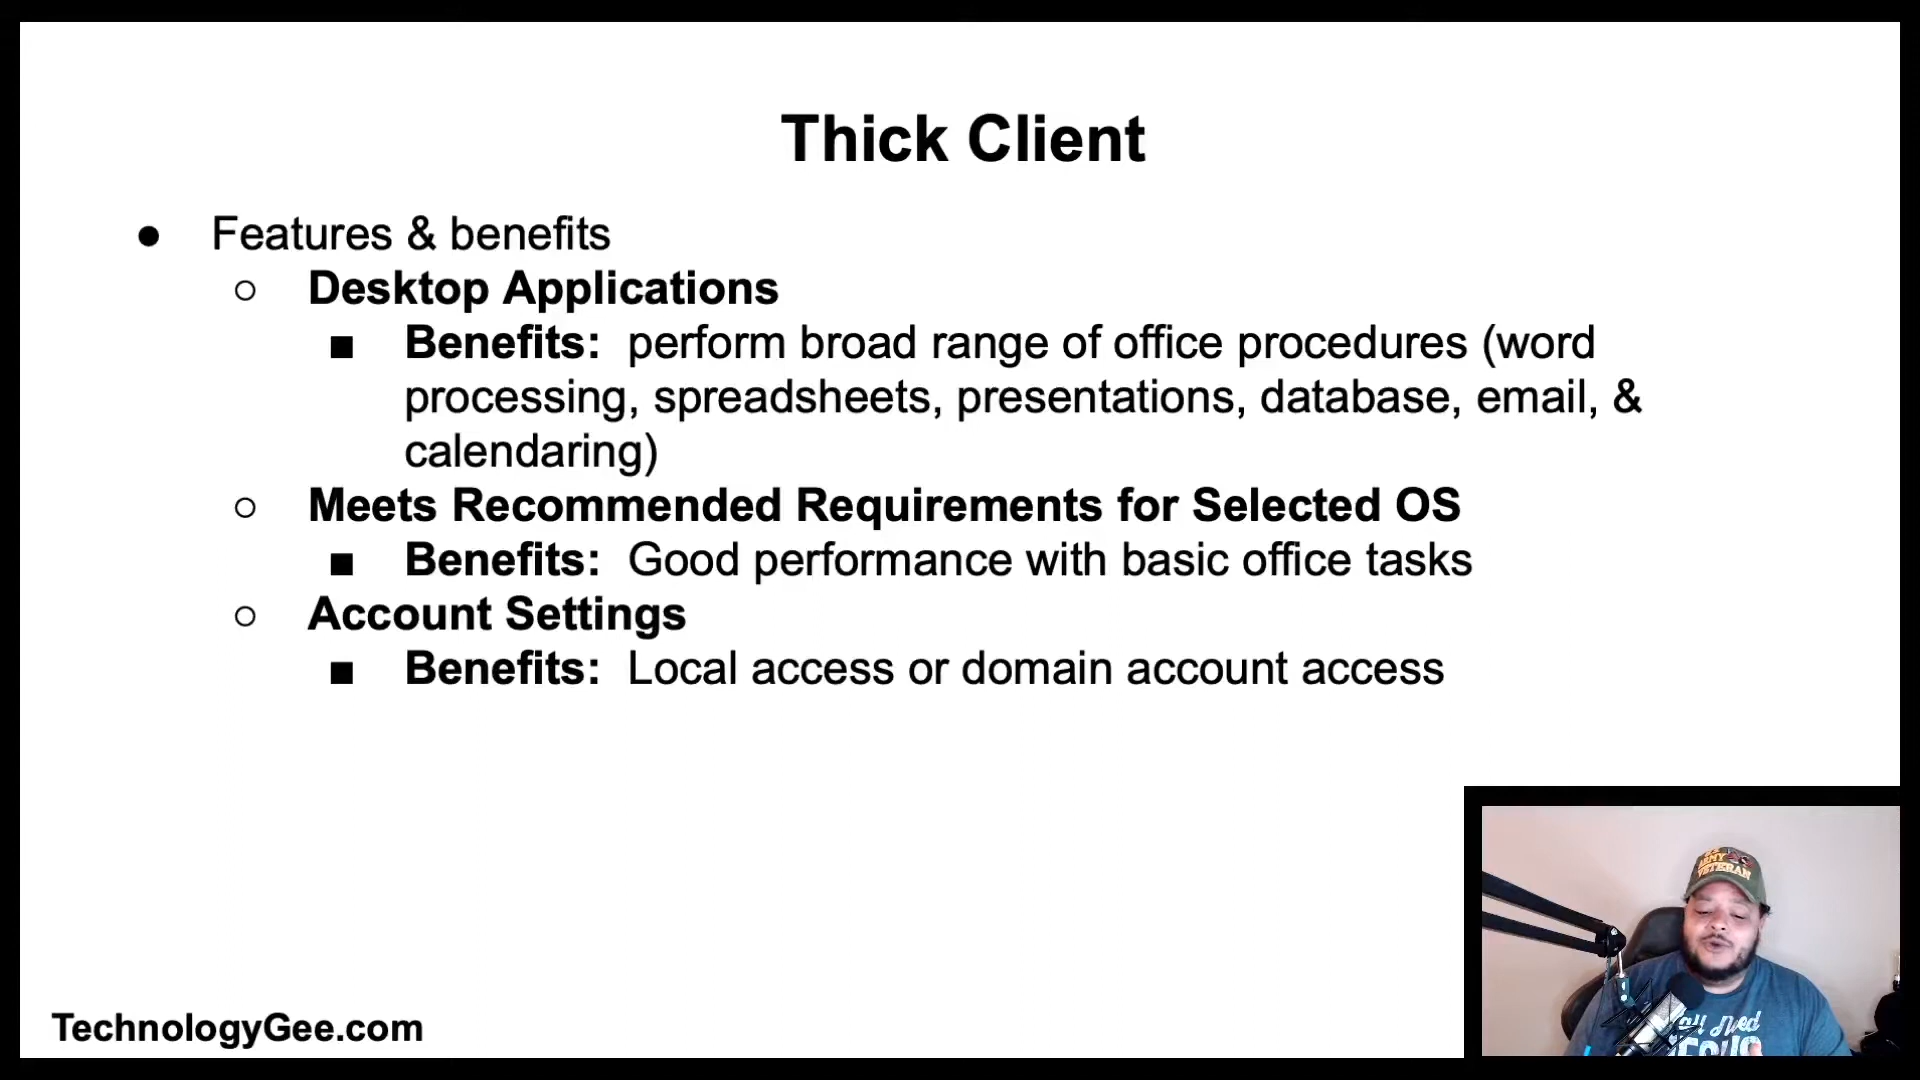 Thick Client
● Features & benefits
○ Desktop Applications
■ Benefits: perform broad range of office procedures (word
processing, spreadsheets, presentations, database, email, &
calendaring)
○ Meets Recommended Requirements for Selected OS
■ Benefits: Good performance with basic office tasks
○ Account Settings
■ Benefits: Local access or domain account access
ARMY
VETERAN
TechnologyGee.com